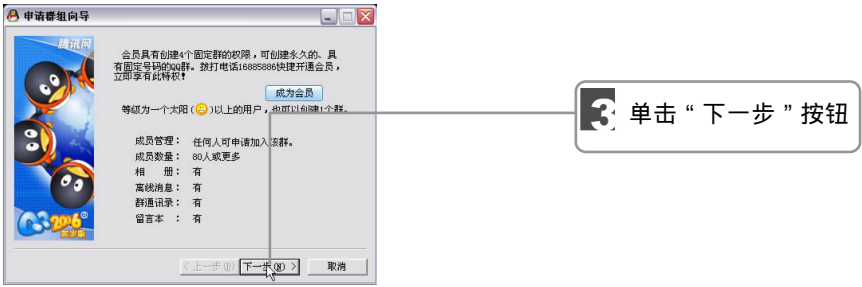 申请群组向导
腾讯网
会员具有创建4个固定群的权限，可创建永久的、具
有固定号码的QQ群。拨打电话16885886快捷开通会员，
立即享有此特权！
成为会员
等级为一个太阳()以上的用户，也可以创建1个群。
成员管理： 任何人可申请加入该群。
成员数量： 80人或更多
相 册： 有
离线消息： 有
群通讯录： 有
留言本 ： 有
2006
贺岁版
<上一步(B) 下一步(N) > 取消
3 单击“下一步”按钮